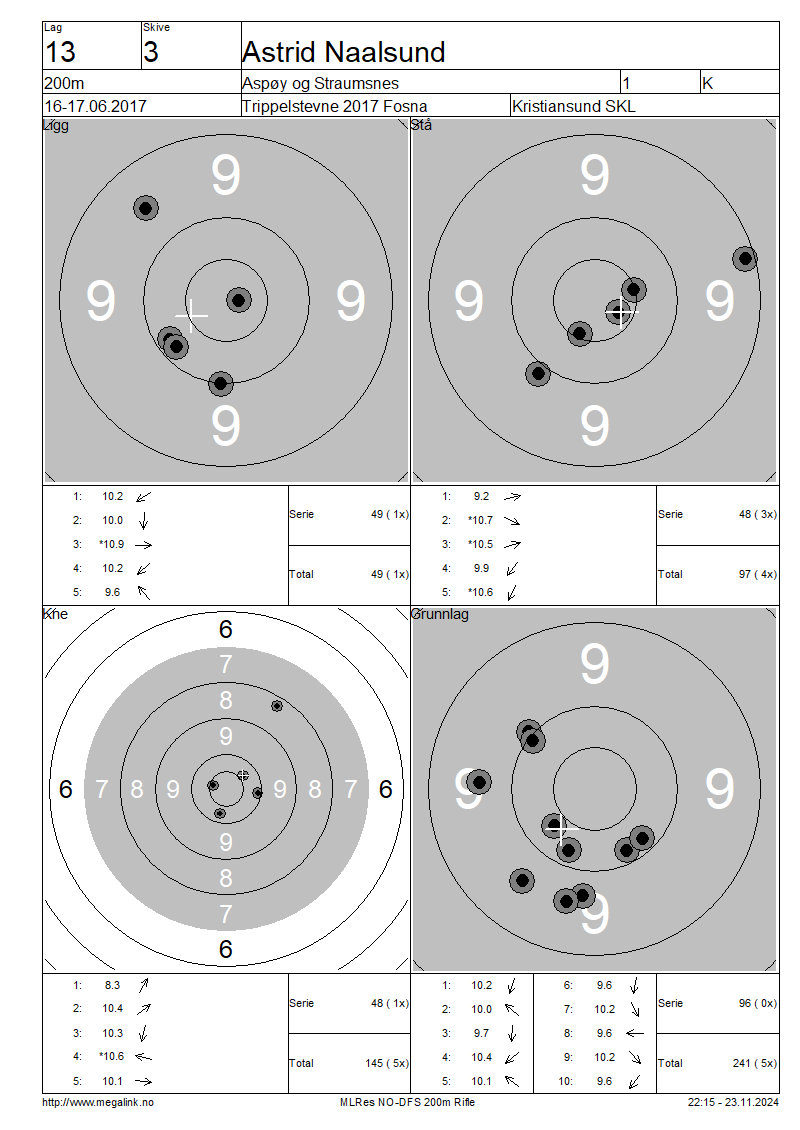 Lag Skive
13 3 Astrid Naalsund
200m Aspøy og Straumsnes 1 K
16-17.06.2017 Trippelstevne 2017 Fosna Kristiansund SKL
Ligg Stå
9 9
9 9 9 9
9 9
1: 10.2 1: 9.2
2: 10.0 Serie 49 ( 1x) 2: *10.7 Serie 48 ( 3x)
3: *10.9 3: *10.5
4: 10.2 Total 49 ( 1x) 4: 9.9 Total 97 ( 4x)
5: 9.6 5: *10.6
Kne Grunnlag
6
7 9
8
9
6 7 8 9 9 8 7 6 9 9
9
8
7 9
6
1: 8.3 1: 10.2 6: 9.6
2: 10.4 Serie 48 ( 1x) 2: 10.0 7: 10.2 Serie 96 ( 0x)
3: 10.3 3: 9.7 8: 9.6
4: *10.6 Total 145 ( 5x) 4: 10.4 9: 10.2 Total 241 ( 5x)
5: 10.1 5: 10.1 10: 9.6
http://www.megalink.no MLRes NO-DFS 200m Rifle 22:15 - 23.11.2024